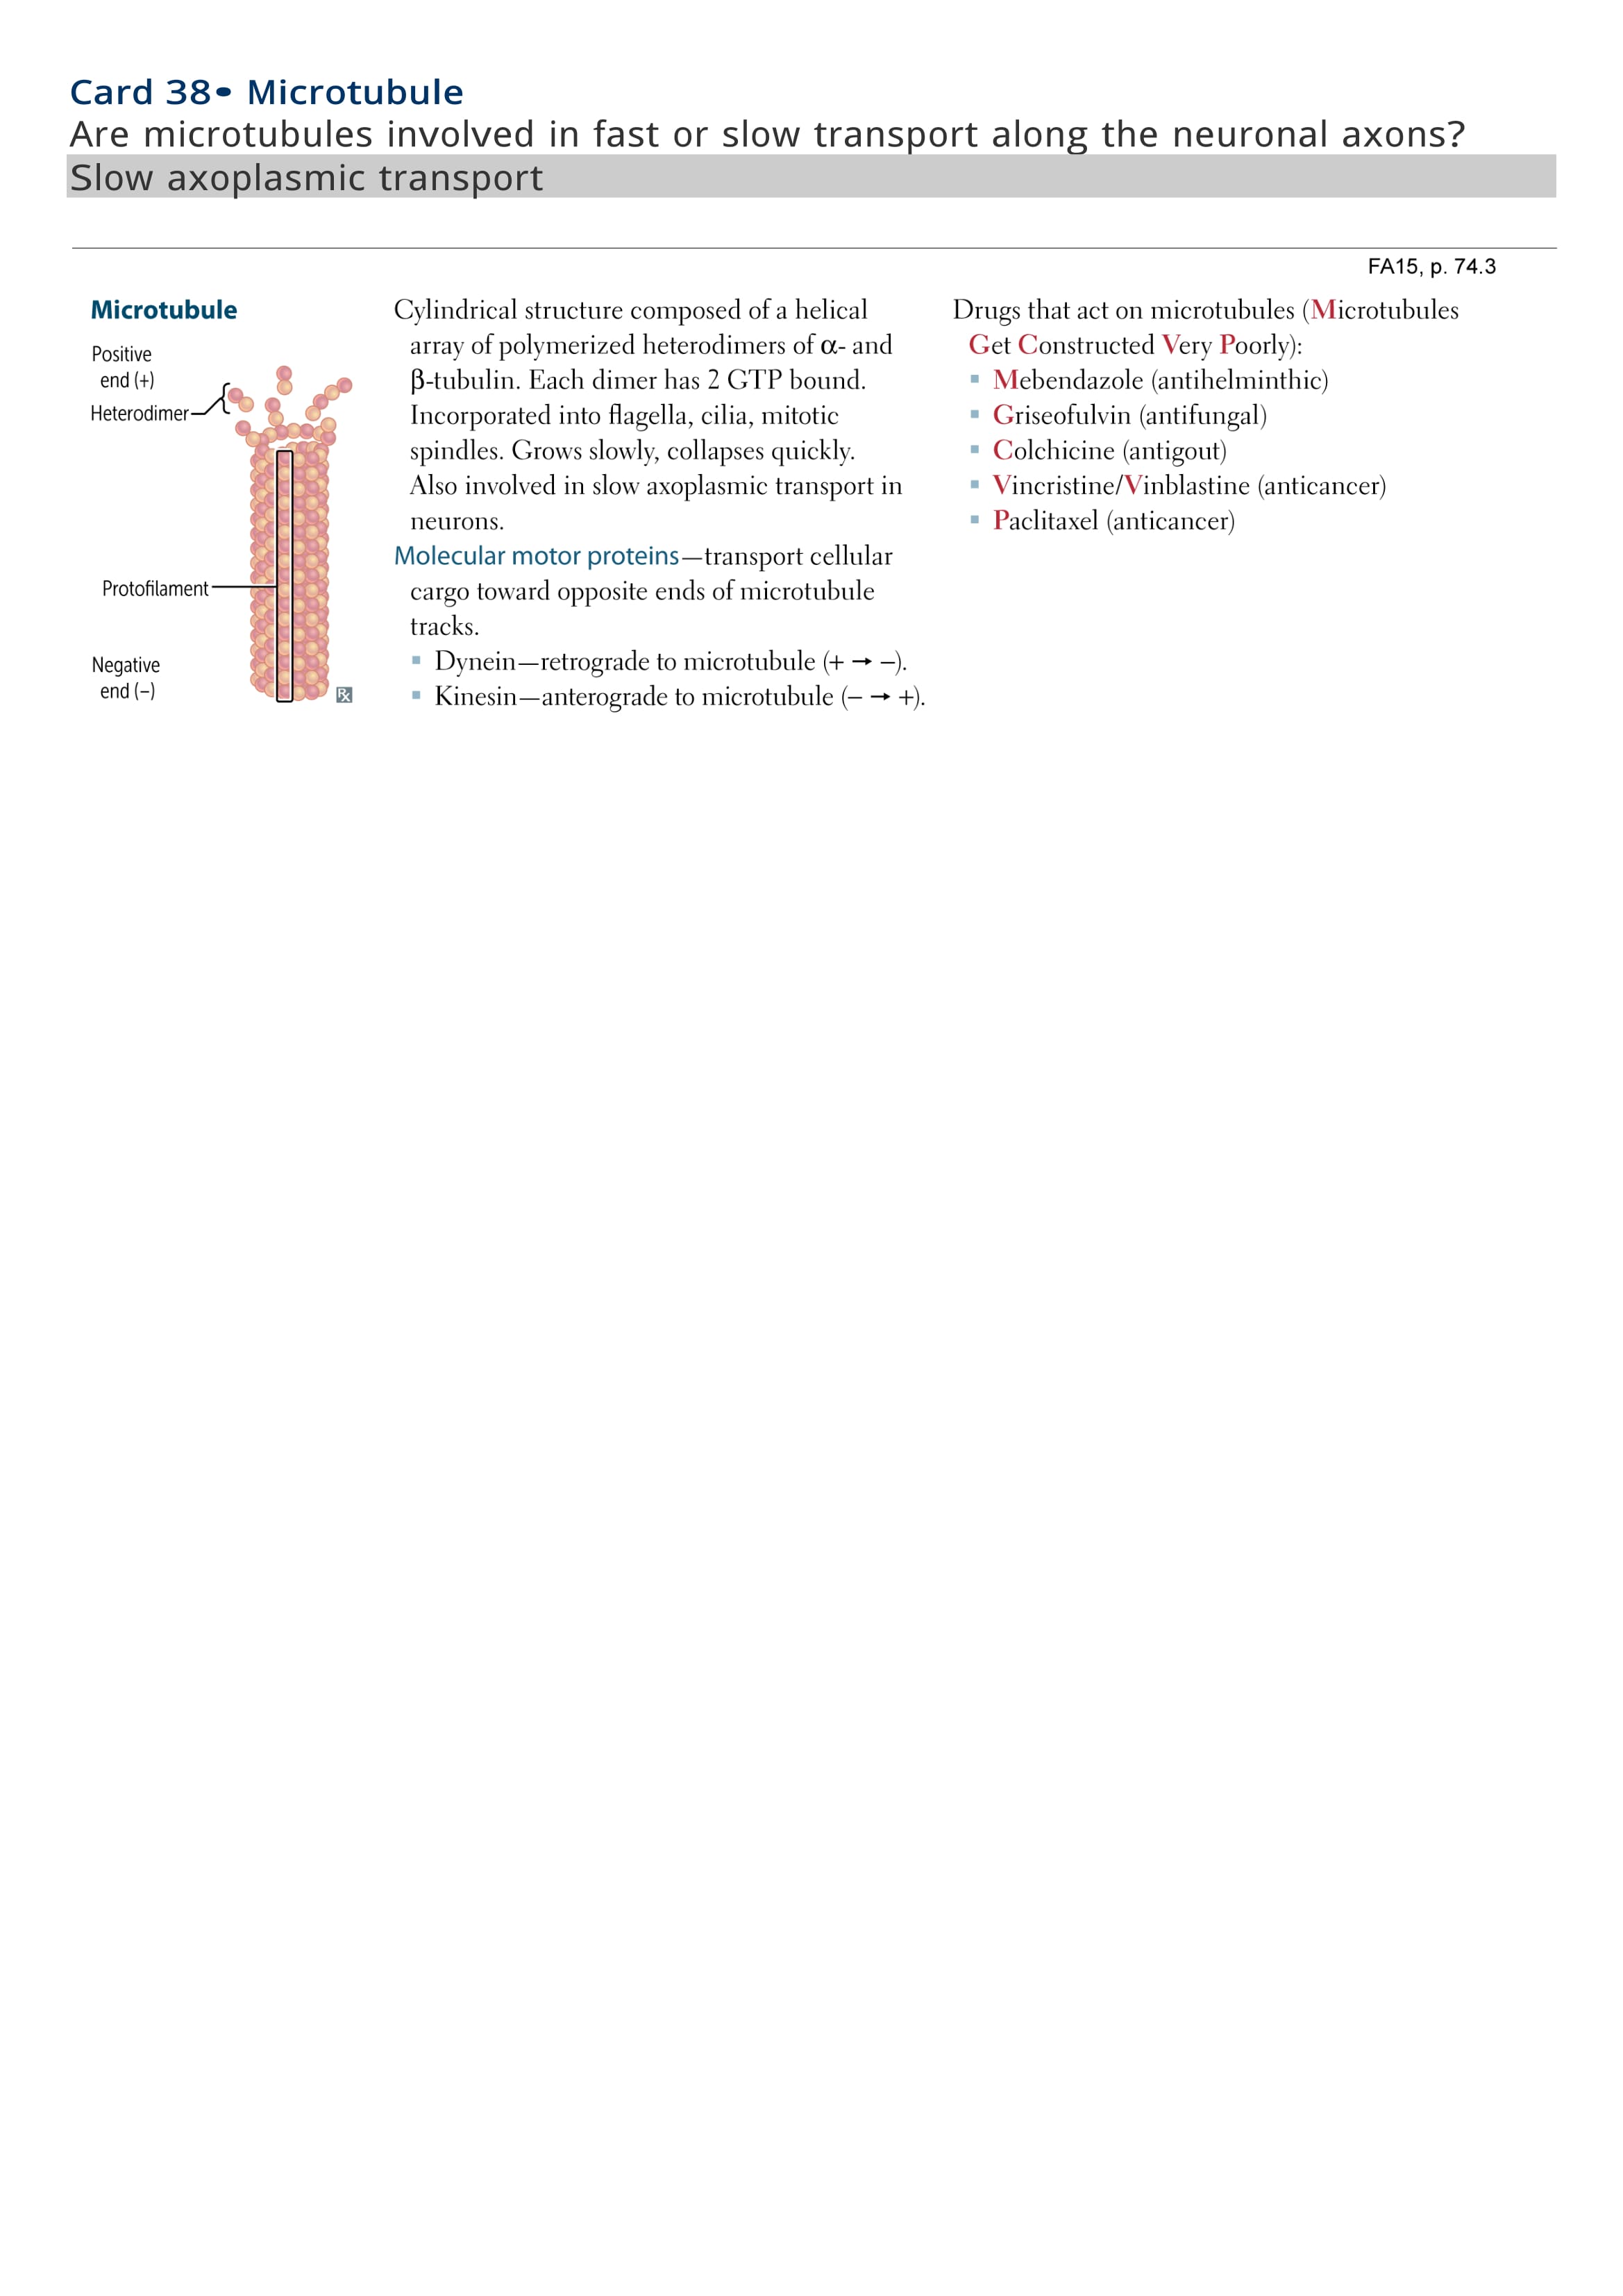 Card 38• Microtubule
Are microtubules involved in fast or slow transport along the neuronal axons?
Slow axoplasmic transport
FA15, p. 74.3
Microtubule
Positive
end (+)
Heterodimer
Protofilament
Negative
end (–)
Rx
Cylindrical structure composed of a helical
array of polymerized heterodimers of α- and
β-tubulin. Each dimer has 2 GTP bound.
Incorporated into flagella, cilia, mitotic
spindles. Grows slowly, collapses quickly.
Also involved in slow axoplasmic transport in
neurons.
Molecular motor proteins—transport cellular
cargo toward opposite ends of microtubule
tracks.
▪ Dynein—retrograde to microtubule (+ → –).
▪ Kinesin—anterograde to microtubule (– → +).
Drugs that act on microtubules (Microtubules
Get Constructed Very Poorly):
▪ Mebendazole (antihelminthic)
▪ Griseofulvin (antifungal)
▪ Colchicine (antigout)
▪ Vincristine/Vinblastine (anticancer)
▪ Paclitaxel (anticancer)